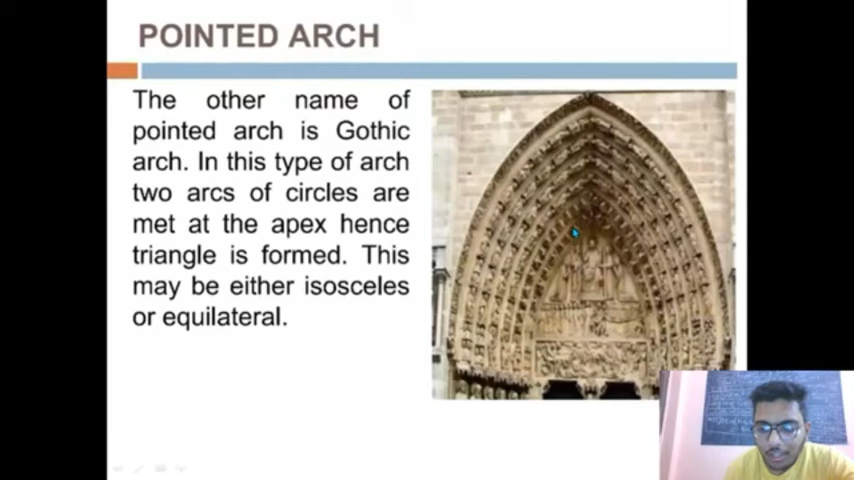 POINTED ARCH
The other name of
pointed arch is Gothic
arch. In this type of arch
two arcs of circles are
met at the apex hence
triangle is formed. This
may be either isosceles
or equilateral.